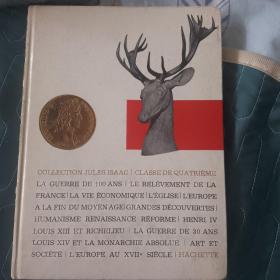 COLLECTION JULES ISAAC | CLASSE DE QUATRIÈME
LA GUERRE DE 100 ANS | LE RELÈVEMENT DE LA
FRANCE | LA VIE ÉCONOMIQUE | L'ÉGLISE | L'EUROPE
A LA FIN DU MOYEN AGE | GRANDES DÉCOUVERTES |
HUMANISME RENAISSANCE RÉFORME | HENRI IV
LOUIS XIII ET RICHELIEU | LA GUERRE DE 30 ANS
LOUIS XIV ET LA MONARCHIE ABSOLUE | ART ET
SOCIÉTÉ | L'EUROPE AU XVIIe SIÈCLE | HACHETTE